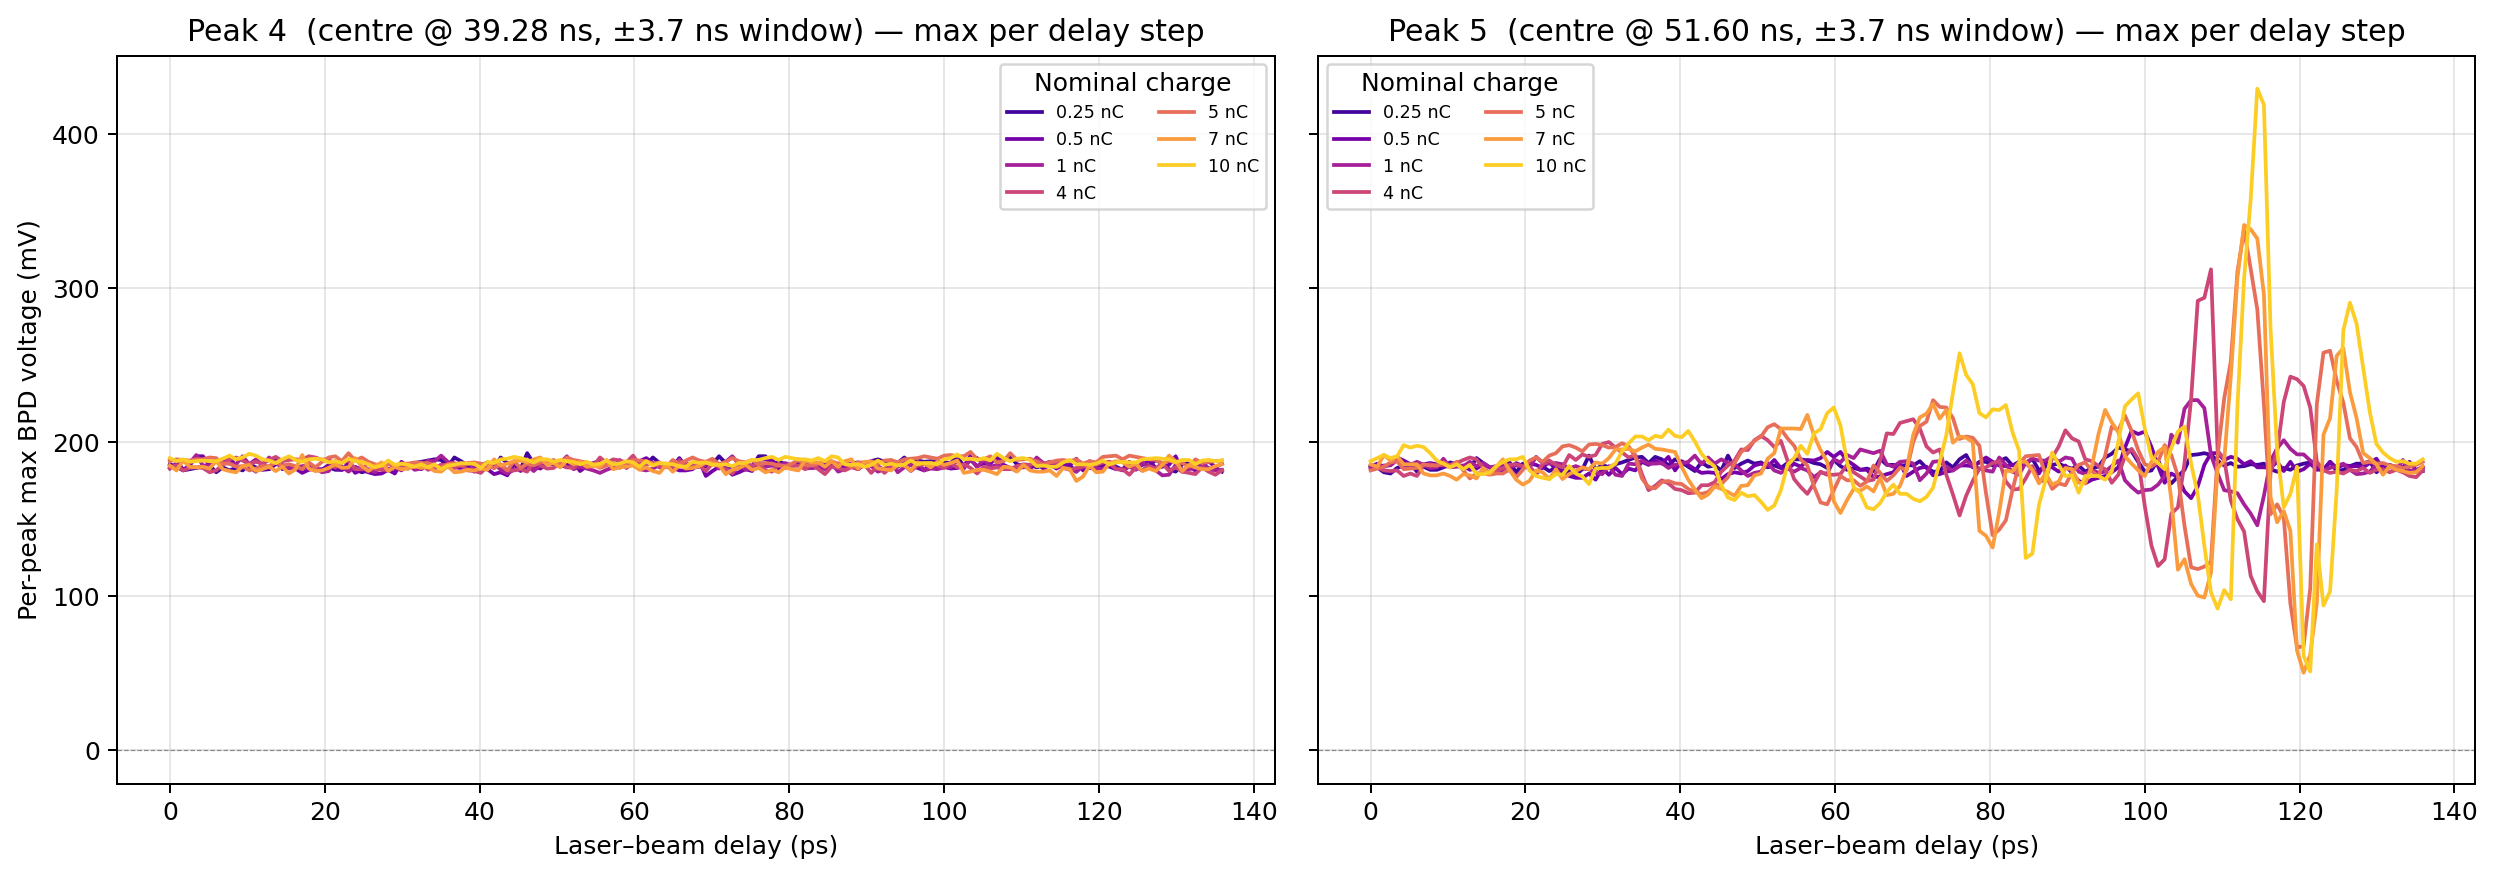 Peak 4  (centre @ 39.28 ns, ±3.7 ns window) — max per delay step
Nominal charge
0.25 nC
0.5 nC
1 nC
4 nC
5 nC
7 nC
10 nC
Per-peak max BPD voltage (mV)
400
300
200
100
0
0 20 40 60 80 100 120 140
Laser–beam delay (ps)
Peak 5  (centre @ 51.60 ns, ±3.7 ns window) — max per delay step
Nominal charge
0.25 nC
0.5 nC
1 nC
4 nC
5 nC
7 nC
10 nC
0 20 40 60 80 100 120 140
Laser–beam delay (ps)